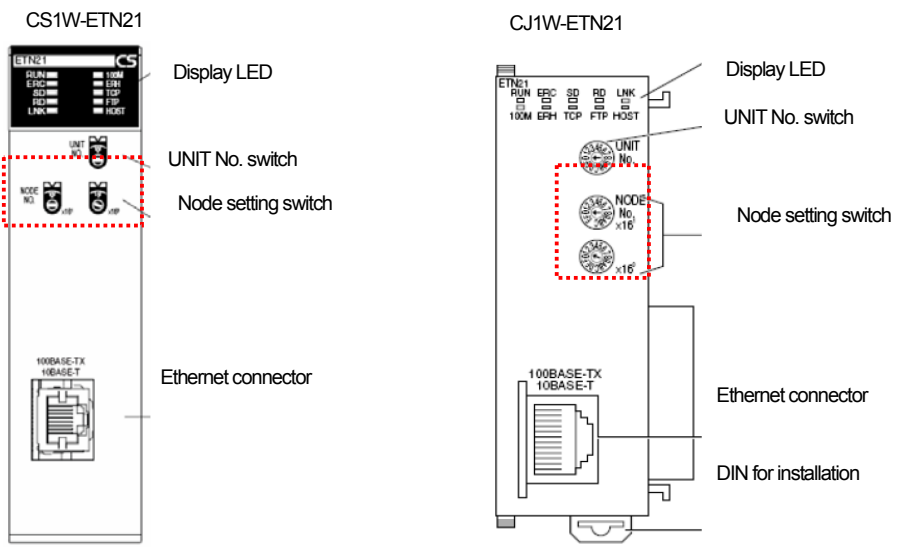 CS1W-ETN21
ETN21
CS
RUN 100M
ERC ERH
SD TCP
RD FTP
LNK HOST
Display LED
UNIT
NO.
UNIT No. switch
NODE
NO.
x16¹
x16⁰
Node setting switch
100BASE-TX
10BASE-T
Ethernet connector
CJ1W-ETN21
ETN21
RUN ERC SD RD LNK
100M ERH TCP FTP HOST
Display LED
UNIT
No.
UNIT No. switch
NODE
No.
x16¹
x16⁰
Node setting switch
100BASE-TX
10BASE-T
Ethernet connector
DIN for installation